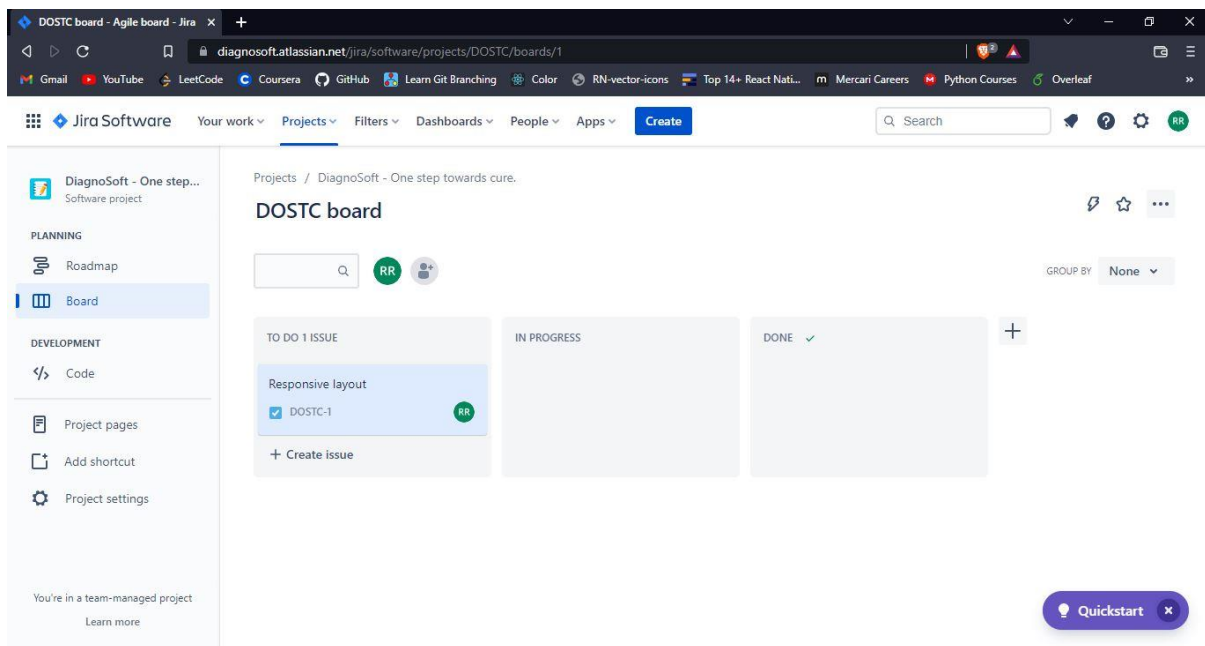 DOSTC board - Agile board - Jira
diagnosoft.atlassian.net/jira/software/projects/DOSTC/boards/1
2
Gmail YouTube LeetCode Coursera GitHub Learn Git Branching Color RN-vector-icons Top 14+ React Nati... Mercari Careers Python Courses Overleaf »
Jira Software Your work Projects Filters Dashboards People Apps Create Search RR
DiagnoSoft - One step...
Software project
PLANNING
Roadmap
Board
DEVELOPMENT
Code
Project pages
Add shortcut
Project settings
You're in a team-managed project
Learn more
Projects / DiagnoSoft - One step towards cure.
DOSTC board
RR
GROUP BY None
TO DO 1 ISSUE
Responsive layout
DOSTC-1 RR
+ Create issue
IN PROGRESS
DONE
Quickstart